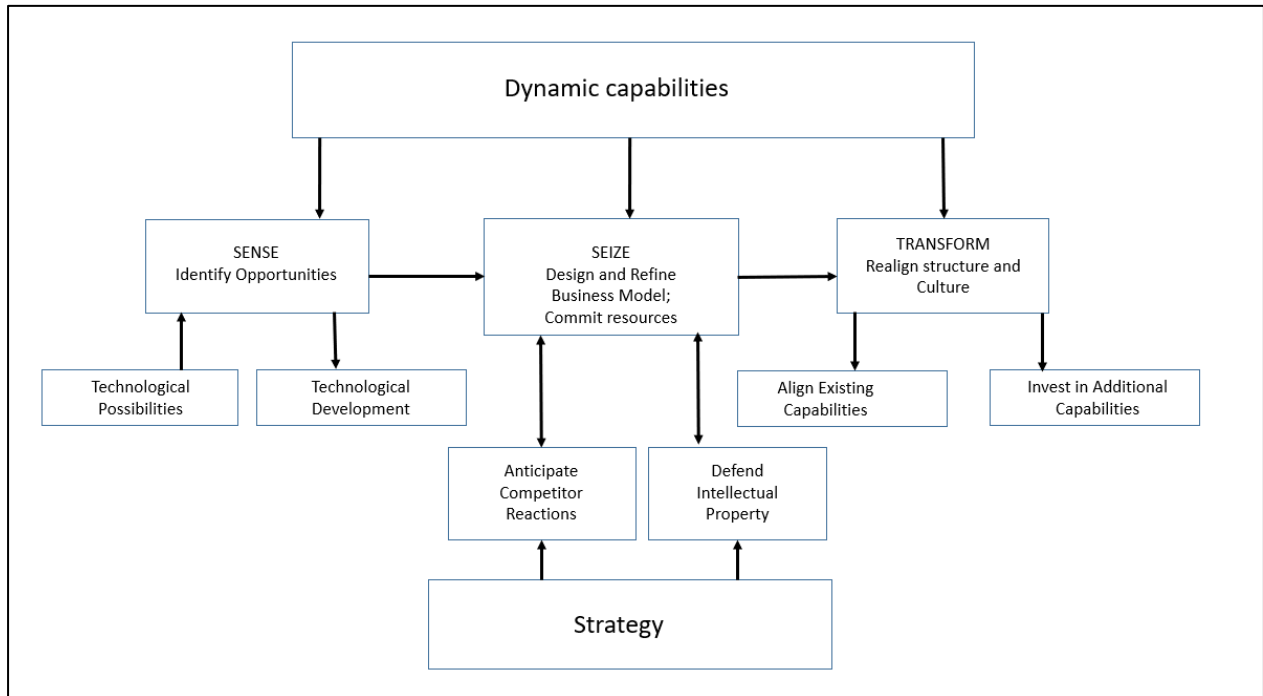 Dynamic capabilities
SENSE
Identify Opportunities
SEIZE
Design and Refine
Business Model;
Commit resources
TRANSFORM
Realign structure and
Culture
Technological
Possibilities
Technological
Development
Align Existing
Capabilities
Invest in Additional
Capabilities
Anticipate
Competitor
Reactions
Defend
Intellectual
Property
Strategy